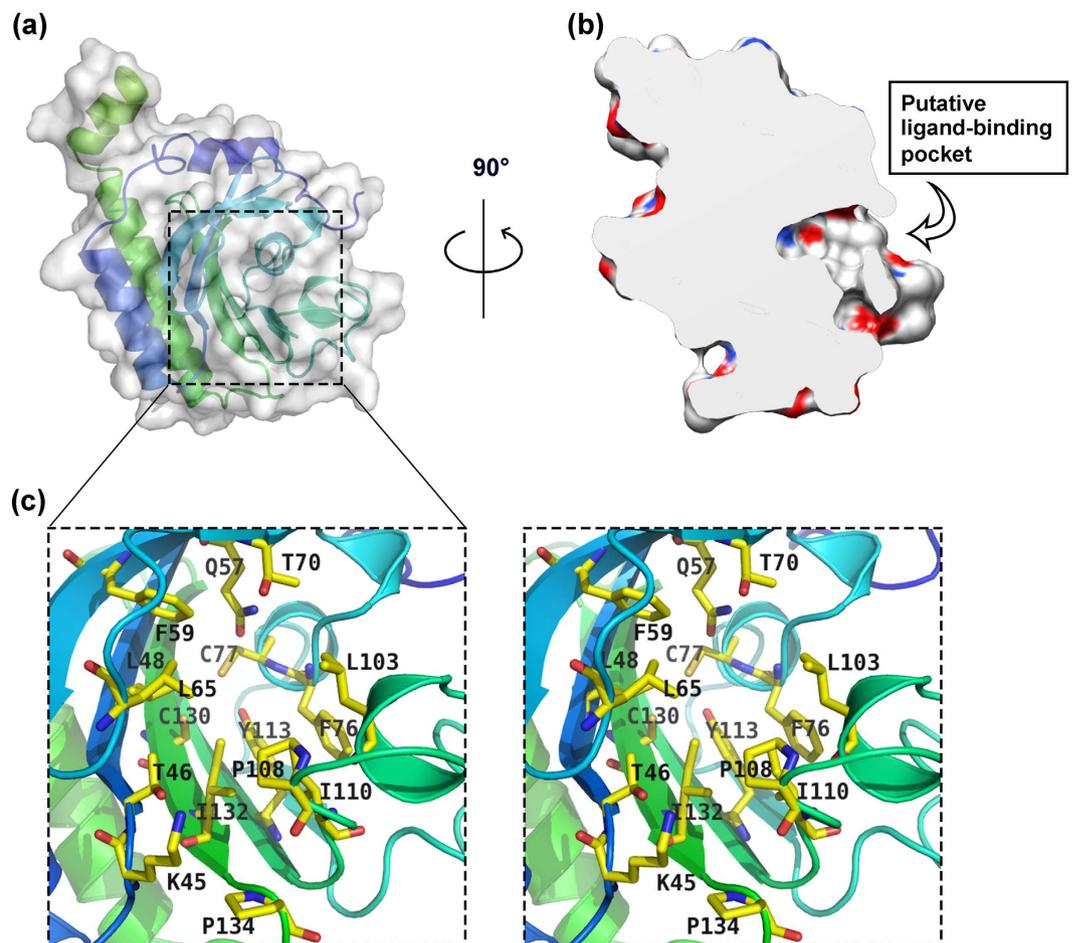 (a)
(b)
90°
Putative
ligand-binding
pocket
(c)
Q57
T70
F59
L48
C77
L103
L65
C130
Y113
F76
T46
P108
I110
I132
K45
P134
Q57
T70
F59
L48
C77
L103
L65
C130
Y113
F76
T46
P108
I110
I132
K45
P134